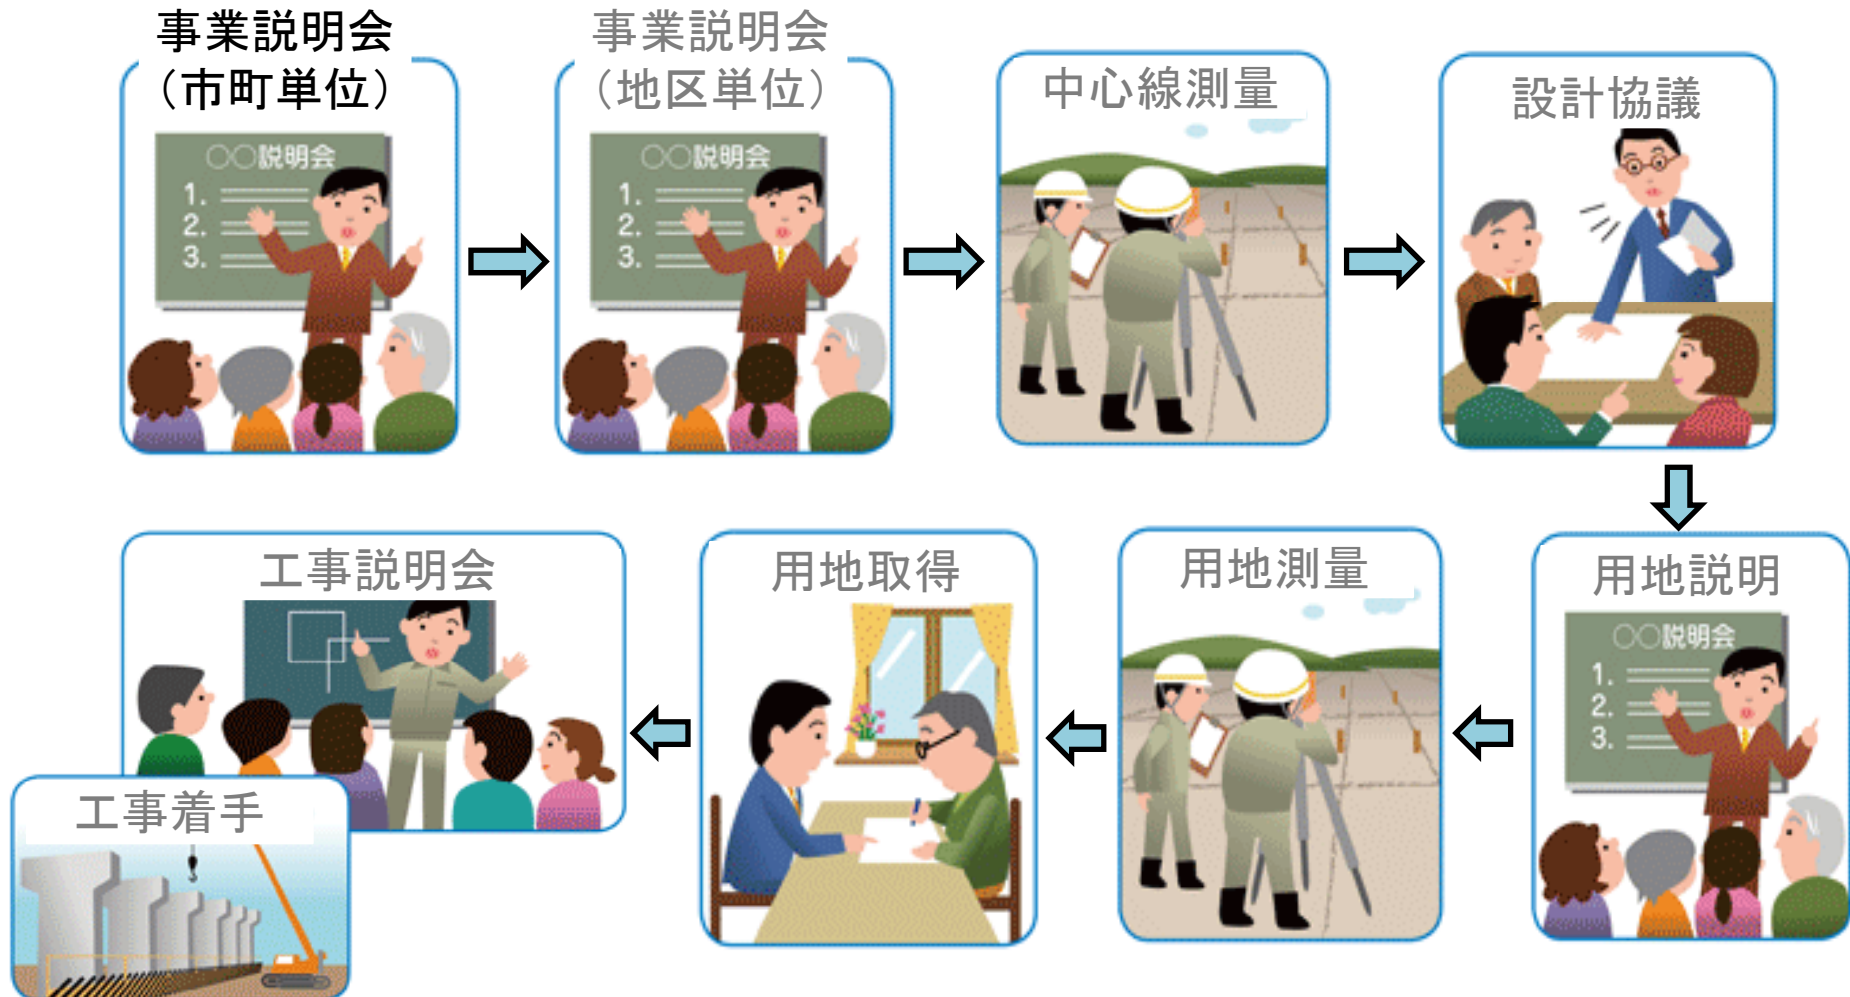 事業説明会
（市町単位）
○○説明会
1.
2.
3.
事業説明会
（地区単位）
○○説明会
1.
2.
3.
中心線測量
設計協議
用地説明
○○説明会
1.
2.
3.
用地測量
用地取得
工事説明会
工事着手